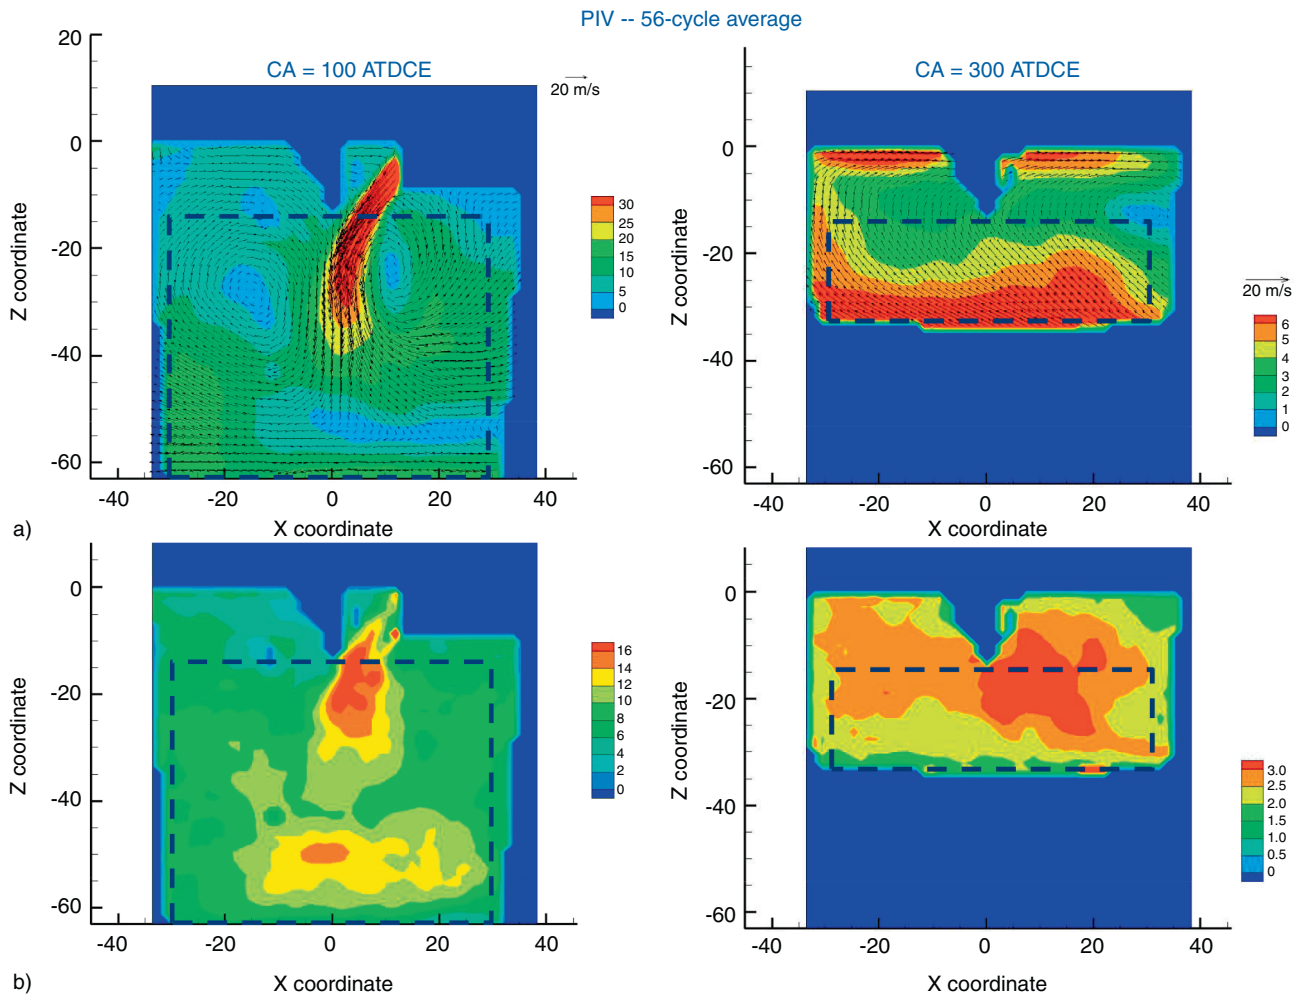 PIV -- 56-cycle average
CA = 100 ATDCE
20 m/s
20
0
-20
-40
-60
Z coordinate
-40 -20 0 20 40
X coordinate
30
25
20
15
10
5
0
a)
CA = 300 ATDCE
20 m/s
0
-20
-40
-60
Z coordinate
-40 -20 0 20 40
X coordinate
6
5
4
3
2
1
0
0
-20
-40
-60
Z coordinate
-40 -20 0 20 40
X coordinate
16
14
12
10
8
6
4
2
0
b)
0
-20
-40
-60
Z coordinate
-40 -20 0 20 40
X coordinate
3.0
2.5
2.0
1.5
1.0
0.5
0